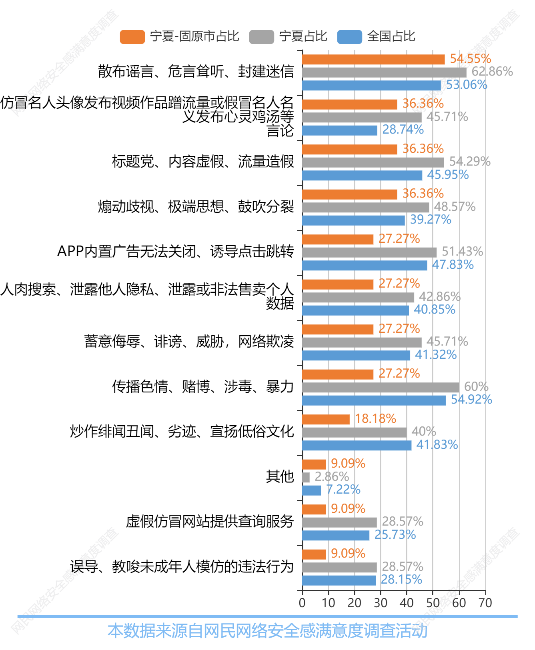 宁夏-固原市占比 宁夏占比 全国占比
散布谣言、危言耸听、封建迷信
54.55%
62.86%
53.06%
仿冒名人头像发布视频作品蹭流量或假冒名人名
义发布心灵鸡汤等
言论
36.36%
45.71%
28.74%
标题党、内容虚假、流量造假
36.36%
54.29%
45.95%
煽动歧视、极端思想、鼓吹分裂
36.36%
48.57%
39.27%
APP内置广告无法关闭、诱导点击跳转
27.27%
51.43%
47.83%
人肉搜索、泄露他人隐私、泄露或非法售卖个人
数据
27.27%
42.86%
40.85%
蓄意侮辱、诽谤、威胁，网络欺凌
27.27%
45.71%
41.32%
传播色情、赌博、涉毒、暴力
27.27%
60%
54.92%
炒作绯闻丑闻、劣迹、宣扬低俗文化
18.18%
40%
41.83%
其他
9.09%
2.86%
7.22%
虚假仿冒网站提供查询服务
9.09%
28.57%
25.73%
误导、教唆未成年人模仿的违法行为
9.09%
28.57%
28.15%
0 10 20 30 40 50 60 70
本数据来源自网民网络安全感满意度调查活动